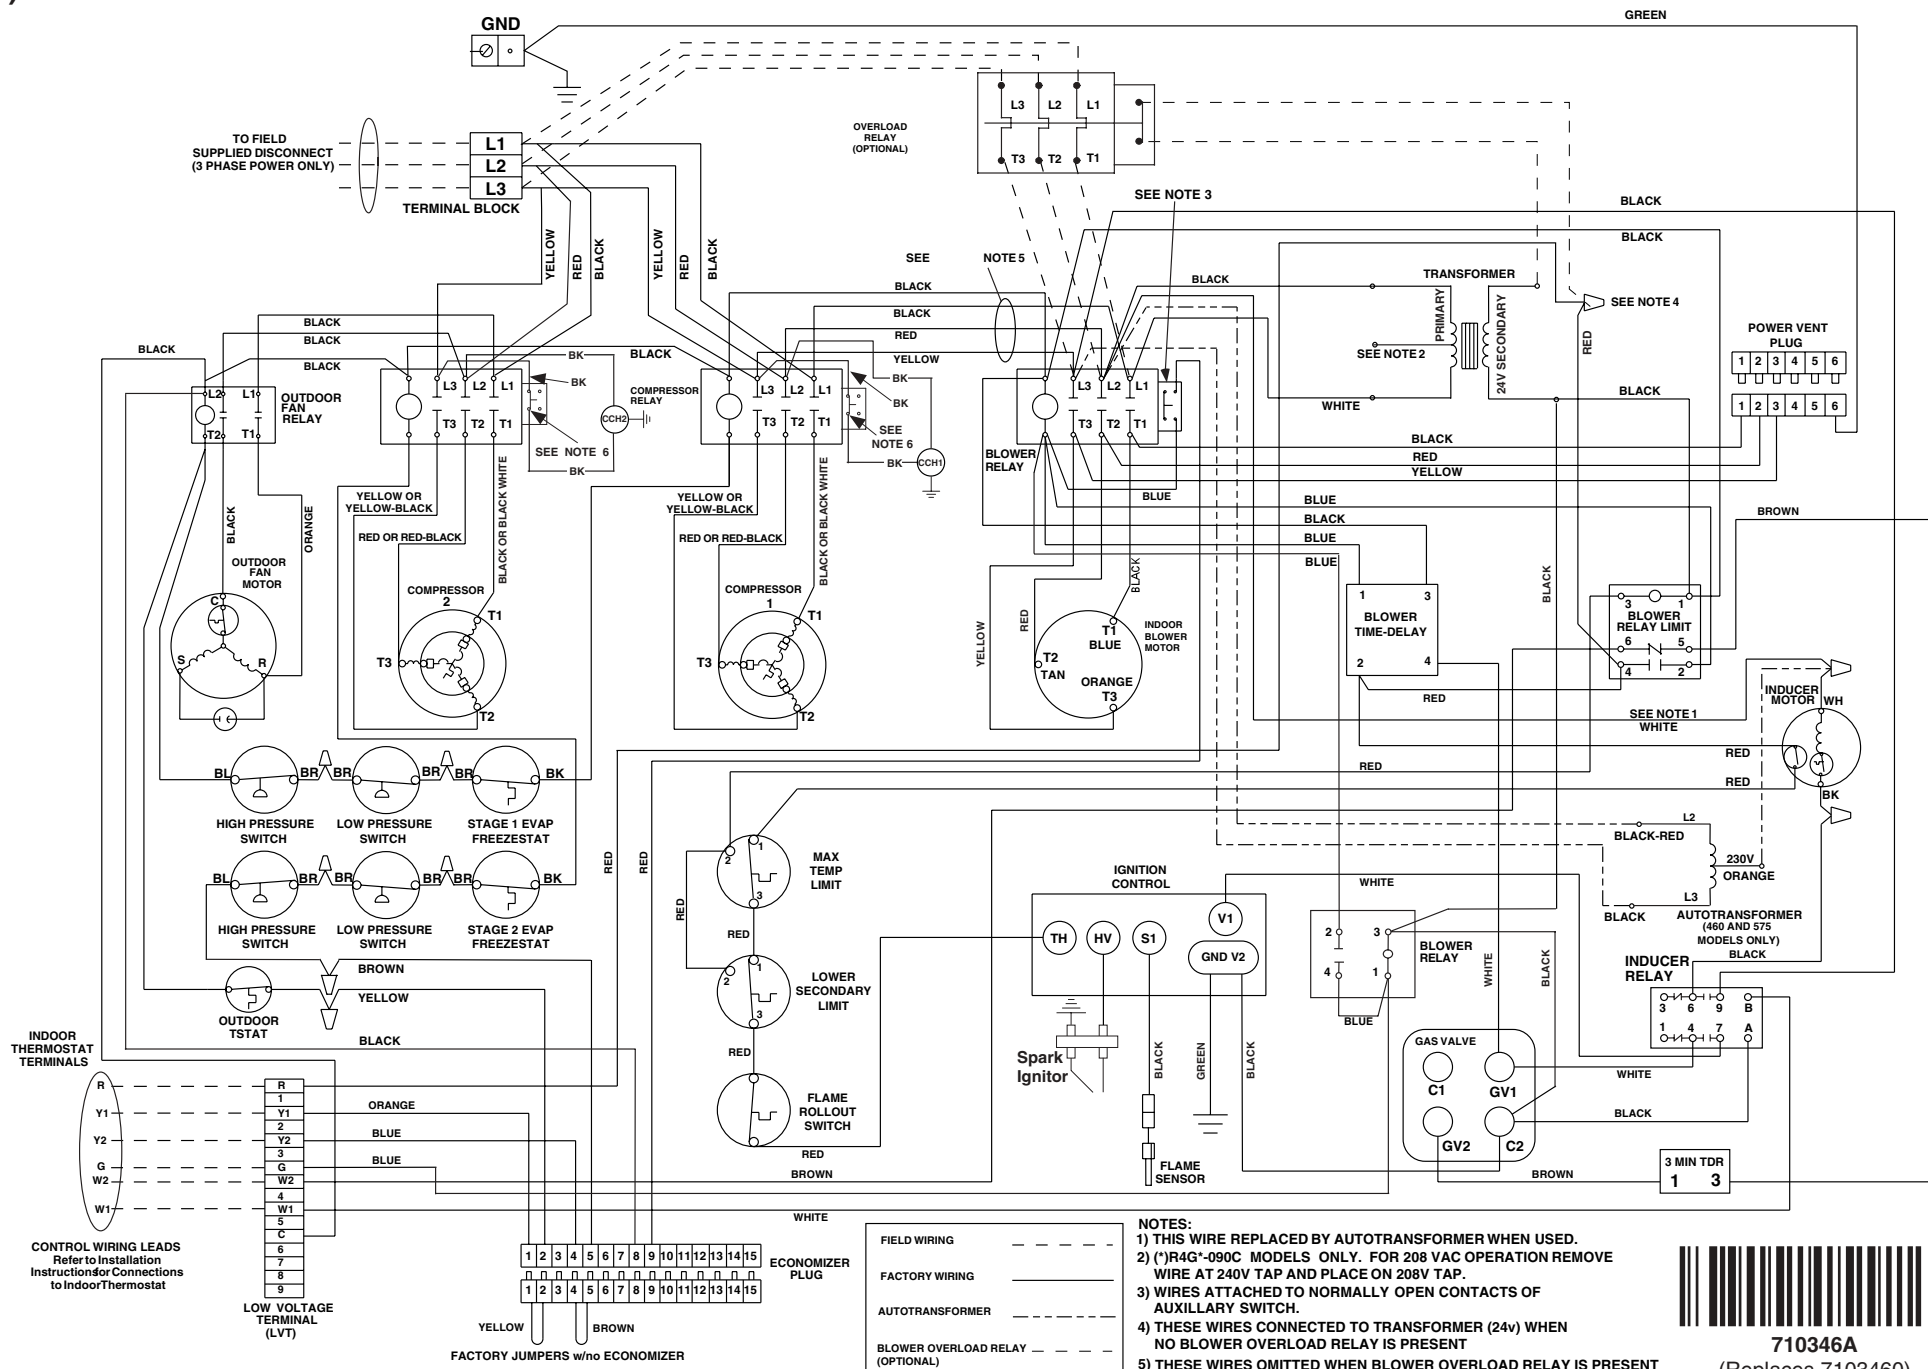 )
GND
GREEN
TO FIELD
SUPPLIED DISCONNECT
(3 PHASE POWER ONLY)
L1
L2
L3
TERMINAL BLOCK
OVERLOAD
RELAY
(OPTIONAL)
L3 L2 L1
T3 T2 T1
SEE NOTE 3
BLACK
BLACK
YELLOW
RED
BLACK
YELLOW
RED
BLACK
SEE NOTE 5
BLACK
BLACK
RED
YELLOW
BLACK
TRANSFORMER
PRIMARY
24V SECONDARY
SEE NOTE 2
SEE NOTE 4
RED
WHITE
BLACK
POWER VENT
PLUG
1 2 3 4 5 6
1 2 3 4 5 6
BLACK
RED
YELLOW
BLACK
BLACK
BLACK
BLACK
L2 L1
T2 T1
OUTDOOR
FAN
RELAY
L3 L2 L1
T3 T2 T1
BK
BK
BK
CCH2
SEE NOTE 6
BLACK
COMPRESSOR
RELAY
L3 L2 L1
T3 T2 T1
BK
BK
BK
CCH1
SEE
NOTE 6
L3 L2 L1
T3 T2 T1
BLOWER
RELAY
BLUE
BLUE
BLACK
BLUE
BLUE
BROWN
BLACK
ORANGE
YELLOW OR
YELLOW-BLACK
RED OR RED-BLACK
BLACK OR BLACK WHITE
YELLOW OR
YELLOW-BLACK
RED OR RED-BLACK
BLACK OR BLACK WHITE
OUTDOOR
FAN
MOTOR
C
S
R
COMPRESSOR
2
T1
T3
T2
COMPRESSOR
1
T1
T3
T2
YELLOW
RED
BLACK
T1
BLUE
T2
TAN
ORANGE
T3
INDOOR
BLOWER
MOTOR
1 3
BLOWER
TIME-DELAY
2 4
RED
BLACK
3 1
BLOWER
RELAY LIMIT
6 5
4 2
SEE NOTE 1
WHITE
INDUCER
MOTOR
WH
BK
RED
RED
RED
BL BR BR BR BR BK
HIGH PRESSURE
SWITCH
LOW PRESSURE
SWITCH
STAGE 1 EVAP
FREEZESTAT
BL BR BR BR BR BK
HIGH PRESSURE
SWITCH
LOW PRESSURE
SWITCH
STAGE 2 EVAP
FREEZESTAT
RED
RED
BROWN
YELLOW
OUTDOOR
TSTAT
BLACK
1
2
3
MAX
TEMP
LIMIT
RED
RED
1
2
3
LOWER
SECONDARY
LIMIT
RED
FLAME
ROLLOUT
SWITCH
RED
IGNITION
CONTROL
TH HV S1
V1
GND V2
Spark
Ignitor
BLACK
GREEN
BLACK
FLAME
SENSOR
WHITE
2 3
4 1
BLOWER
RELAY
BLUE
WHITE
BLACK
L2
BLACK-RED
230V
ORANGE
L3
BLACK
AUTOTRANSFORMER
(460 AND 575
MODELS ONLY)
BLACK
INDUCER
RELAY
3 6 9 B
1 4 7 A
GAS VALVE
C1 GV1
GV2 C2
WHITE
BLACK
BROWN
3 MIN TDR
1 3
INDOOR
THERMOSTAT
TERMINALS
R
Y1
Y2
G
W2
W1
R
1
Y1
2
Y2
3
G
W2
4
W1
5
C
6
7
8
9
ORANGE
BLUE
BLUE
BROWN
WHITE
CONTROL WIRING LEADS
Refer to Installation
Instructions for Connections
to Indoor Thermostat
LOW VOLTAGE
TERMINAL
(LVT)
1 2 3 4 5 6 7 8 9 10 11 12 13 14 15
1 2 3 4 5 6 7 8 9 10 11 12 13 14 15
ECONOMIZER
PLUG
YELLOW
BROWN
FACTORY JUMPERS w/no ECONOMIZER
FIELD WIRING
FACTORY WIRING
AUTOTRANSFORMER
BLOWER OVERLOAD RELAY
(OPTIONAL)
NOTES:
1) THIS WIRE REPLACED BY AUTOTRANSFORMER WHEN USED.
2) (*)R4G*-090C MODELS ONLY. FOR 208 VAC OPERATION REMOVE
WIRE AT 240V TAP AND PLACE ON 208V TAP.
3) WIRES ATTACHED TO NORMALLY OPEN CONTACTS OF
AUXILLARY SWITCH.
4) THESE WIRES CONNECTED TO TRANSFORMER (24v) WHEN
NO BLOWER OVERLOAD RELAY IS PRESENT
5) THESE WIRES OMITTED WHEN BLOWER OVERLOAD RELAY IS PRESENT
710346A
(Replaces 7103460)